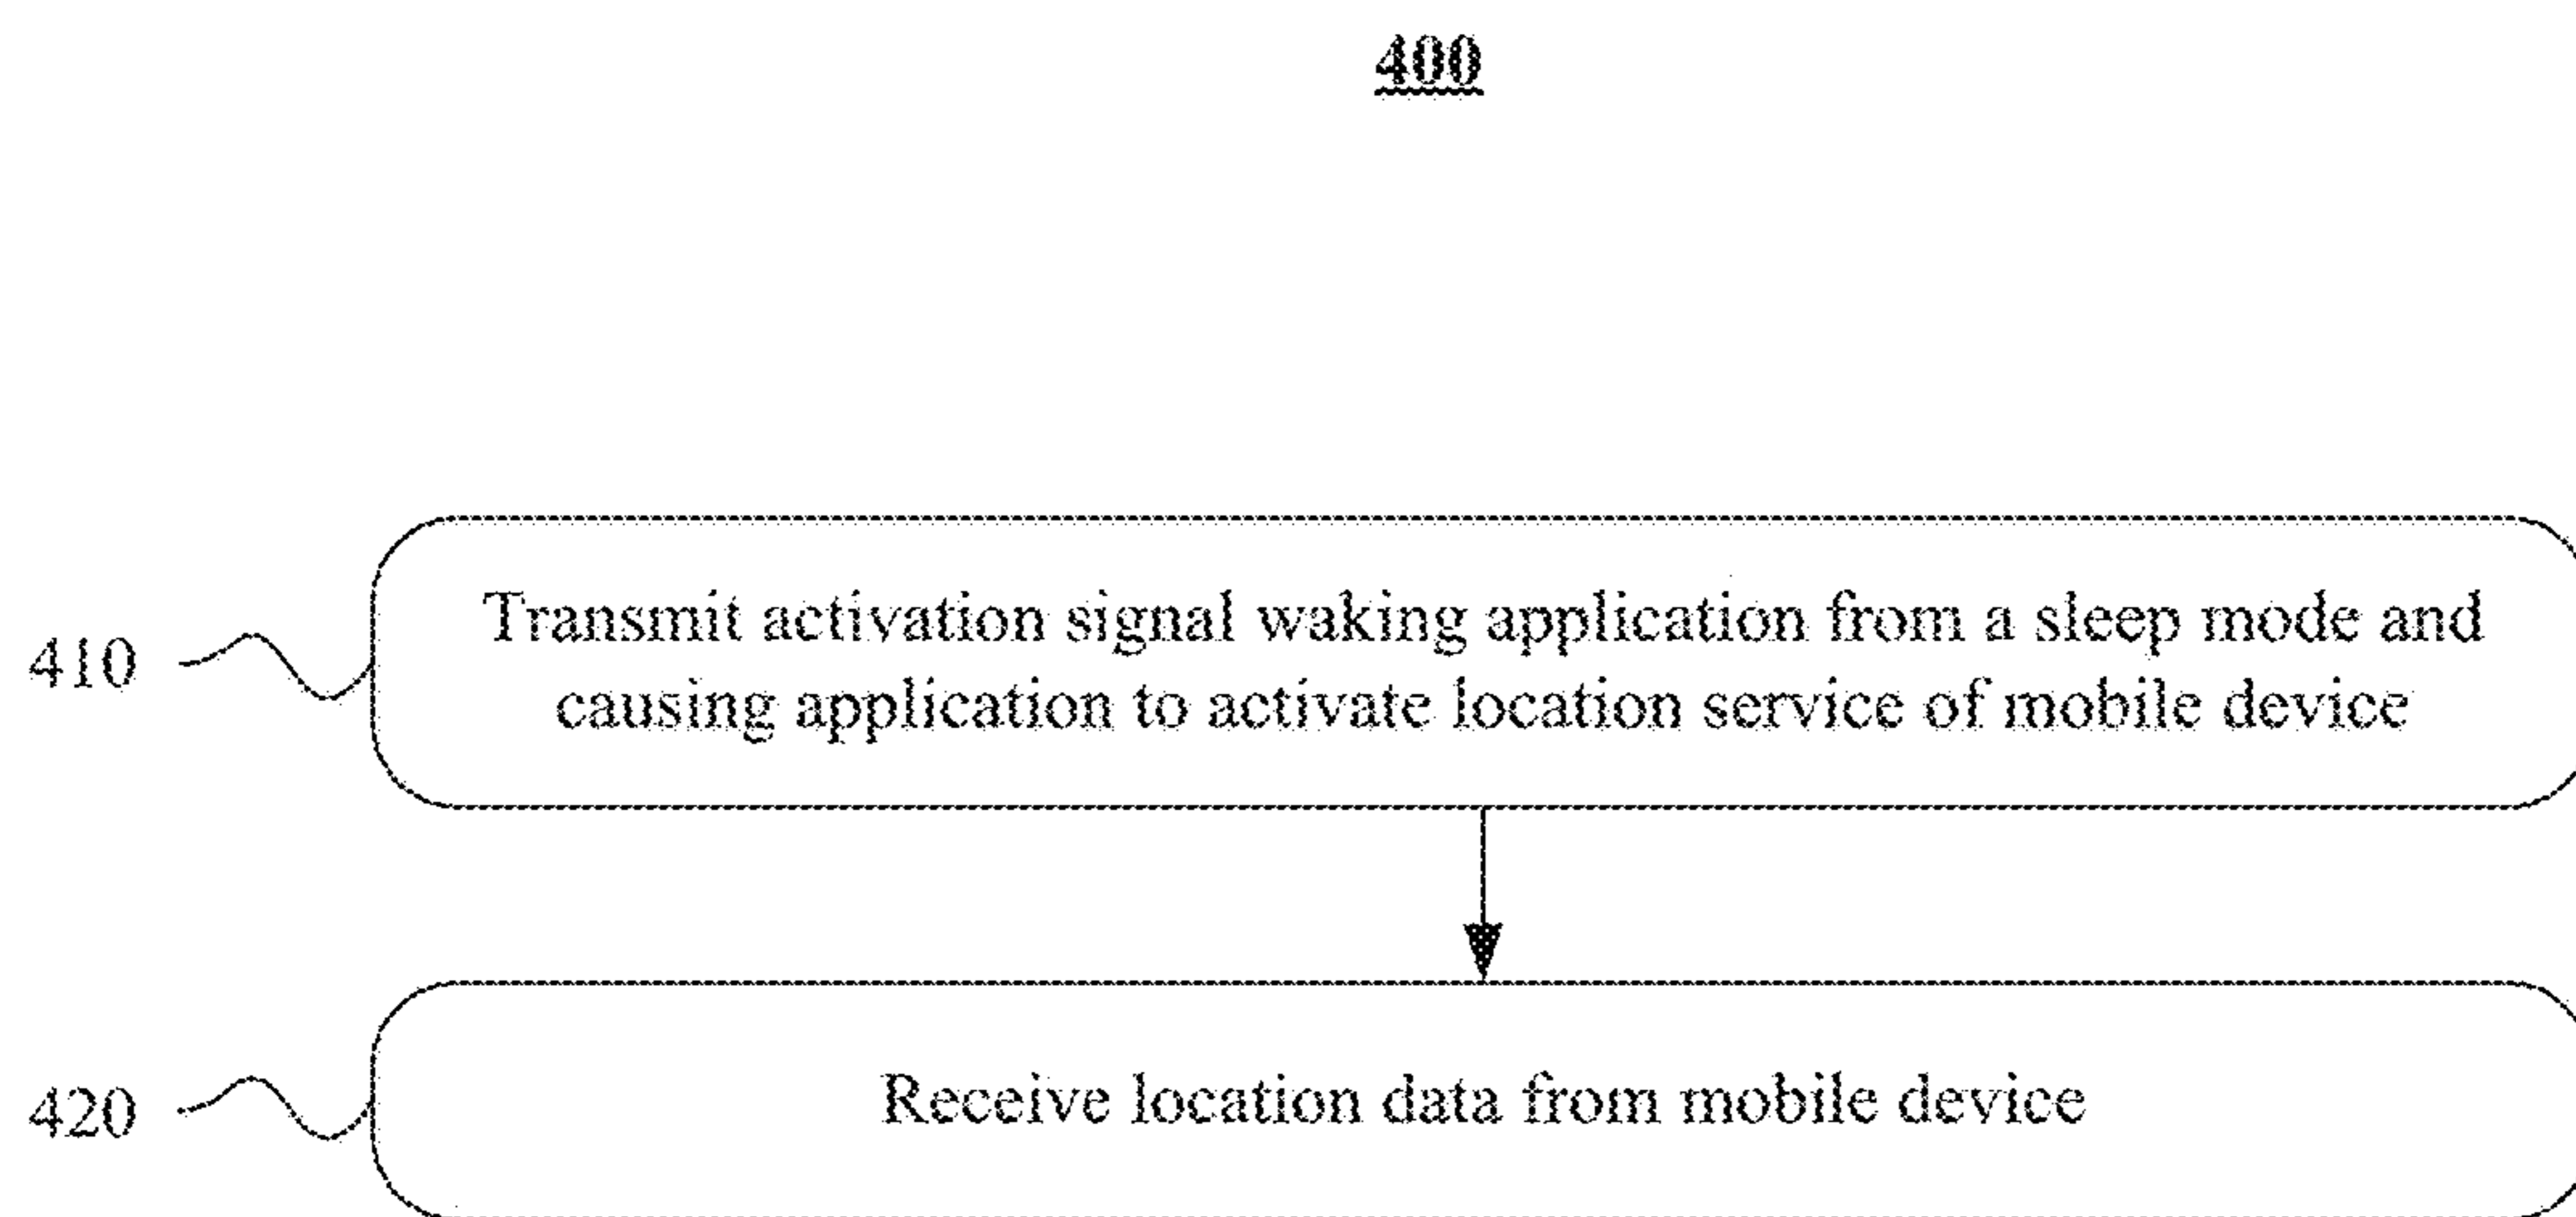 400
410
Transmit activation signal waking application from a sleep mode and
causing application to activate location service of mobile device
420
Receive location data from mobile device